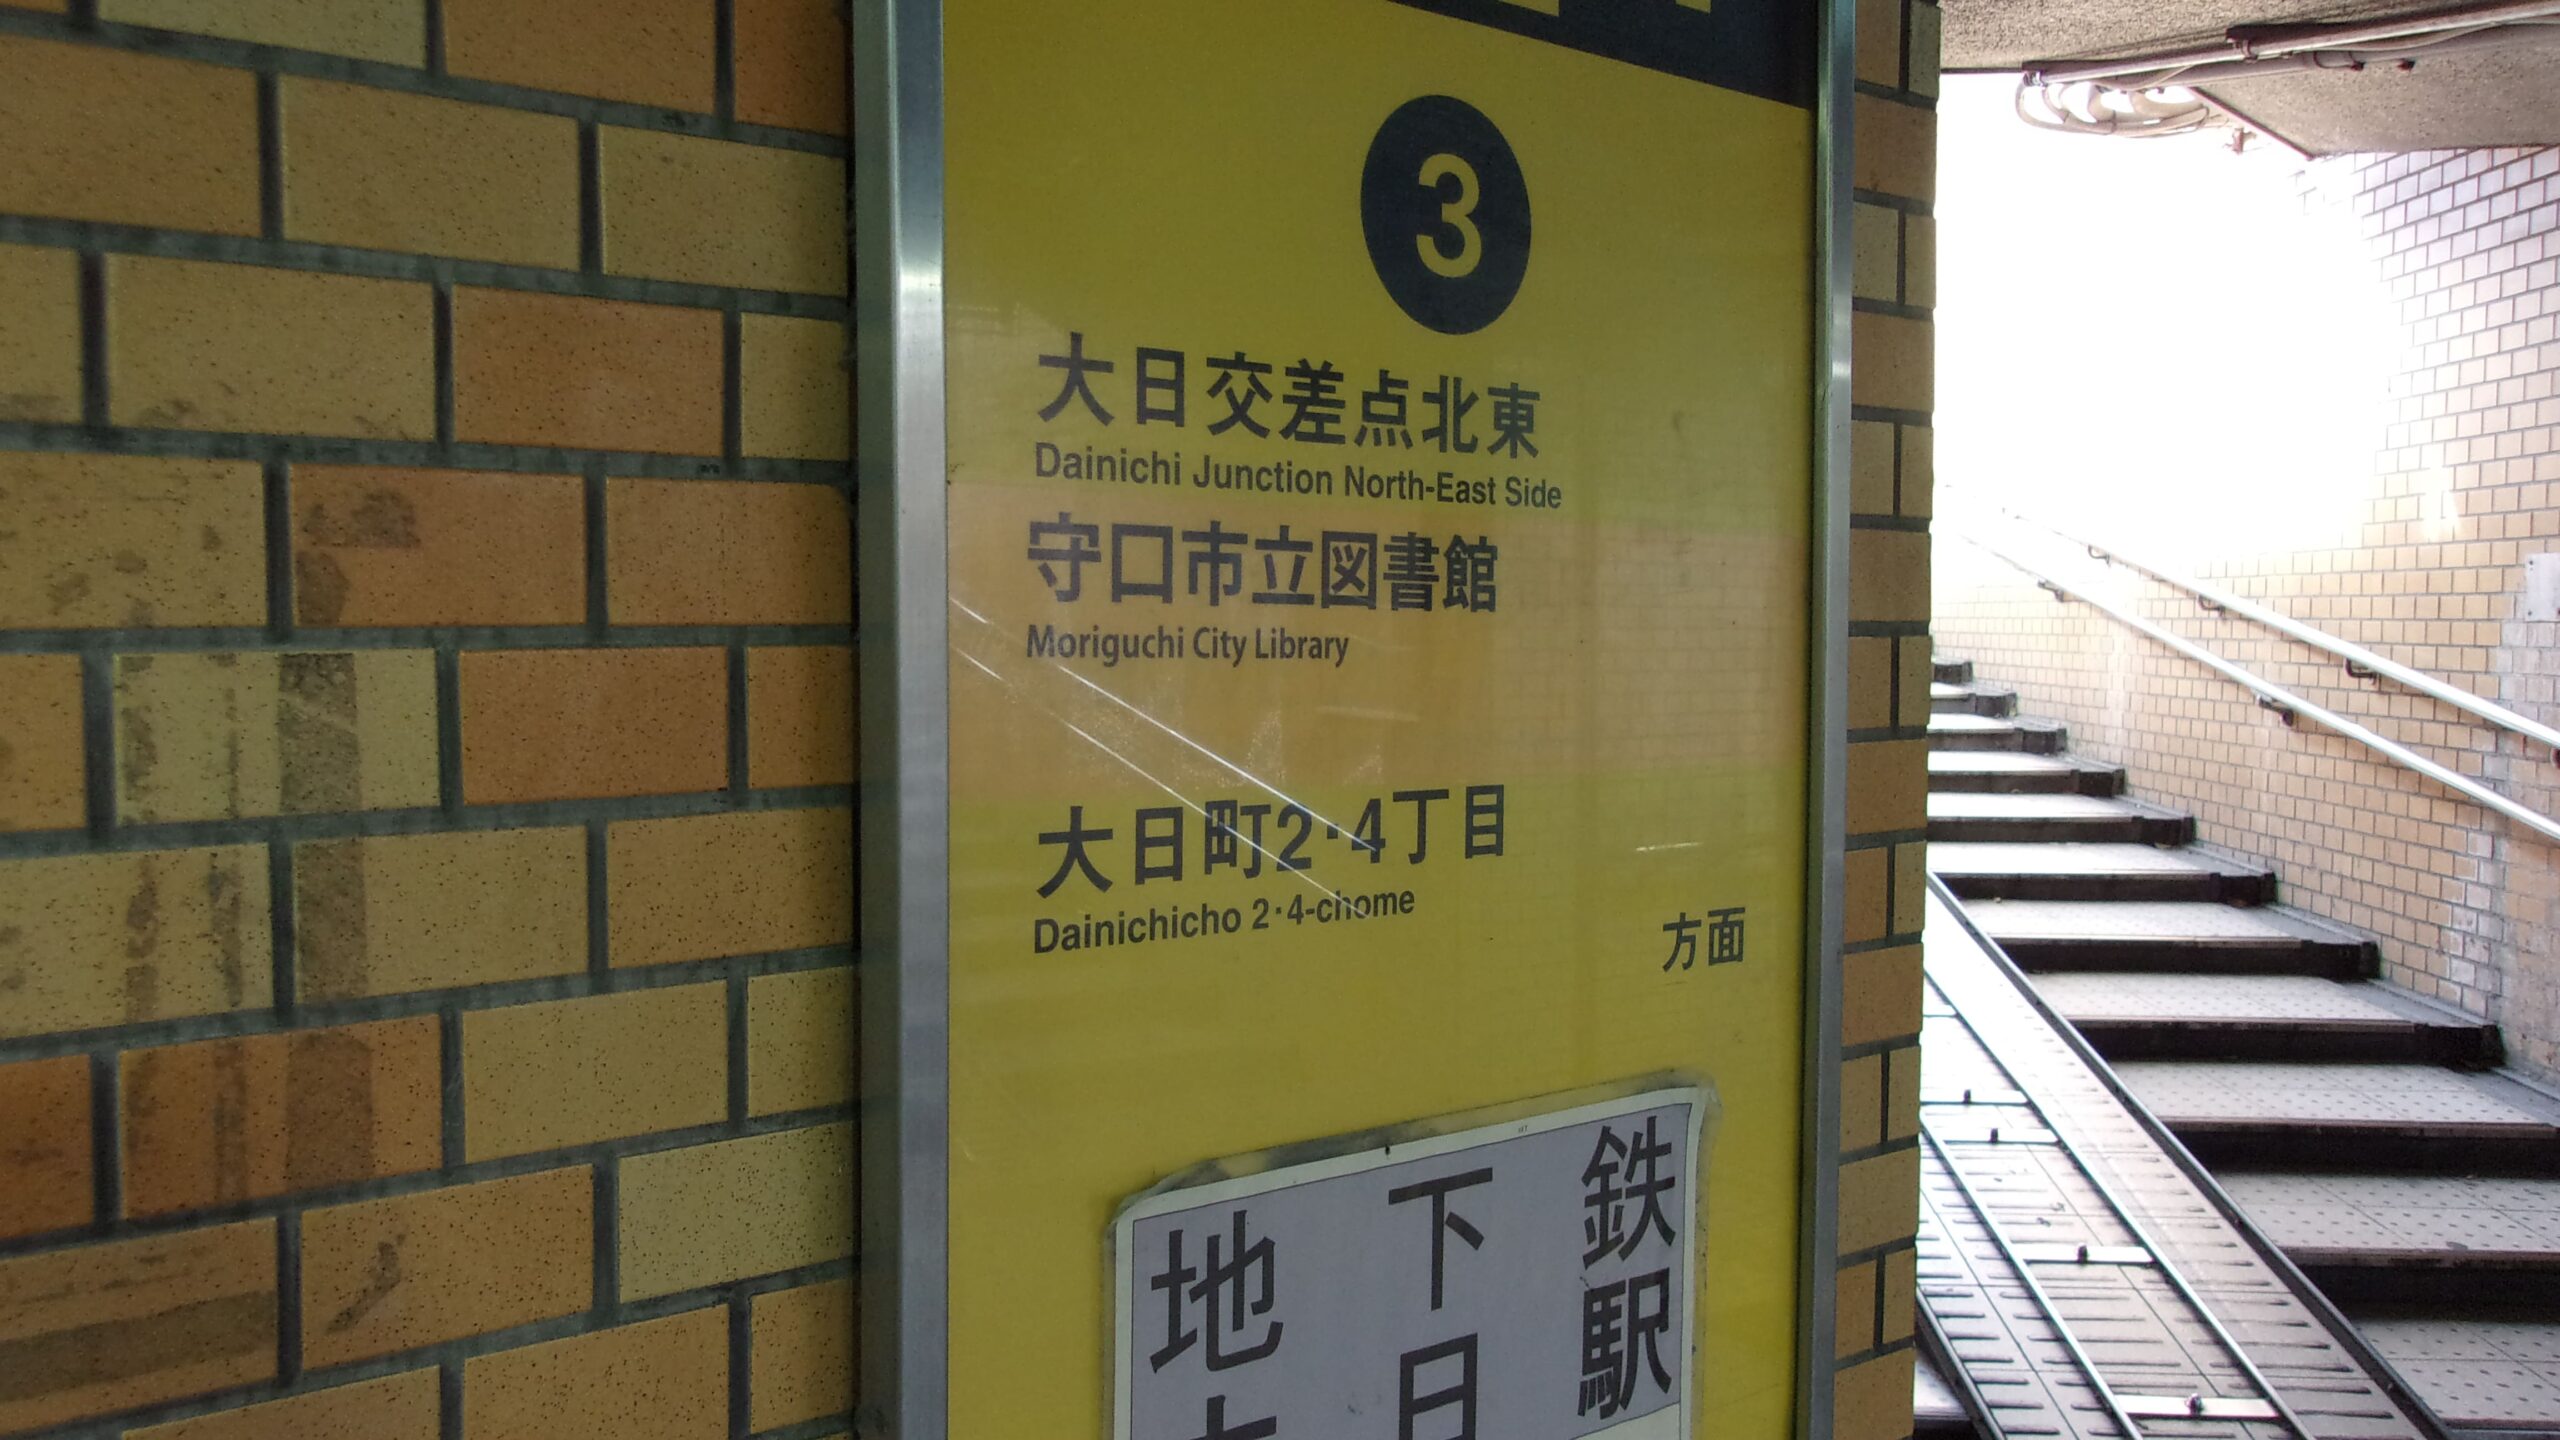 3
大日交差点北東
Dainichi Junction North-East Side
守口市立図書館
Moriguchi City Library
大日町2・4丁目
Dainichicho 2・4-chome
方面
地下鉄
日駅